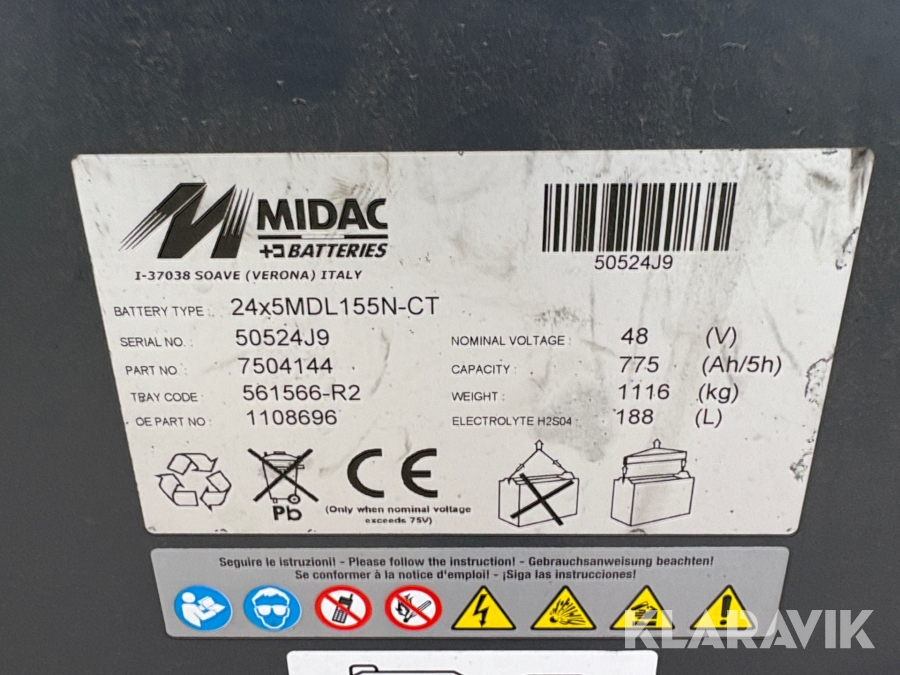 MIDAC
BATTERIES
I-37038 SOAVE (VERONA) ITALY
50524J9
BATTERY TYPE : 24x5MDL155N-CT
SERIAL NO. : 50524J9
PART NO : 7504144
TRAY CODE : 561566-R2
OE PART NO : 1108696
NOMINAL VOLTAGE : 48 (V)
CAPACITY : 775 (Ah/5h)
WEIGHT : 1116 (kg)
ELECTROLYTE H2S04 : 188 (L)
Pb
CE
(Only when nominal voltage
exceeds 75V)
Seguire le istruzioni! - Please follow the instruction! - Gebrauchsanweisung beachten!
Se conformer à la notice d'emploi! - ¡Siga las instrucciones!
KLARAVIK